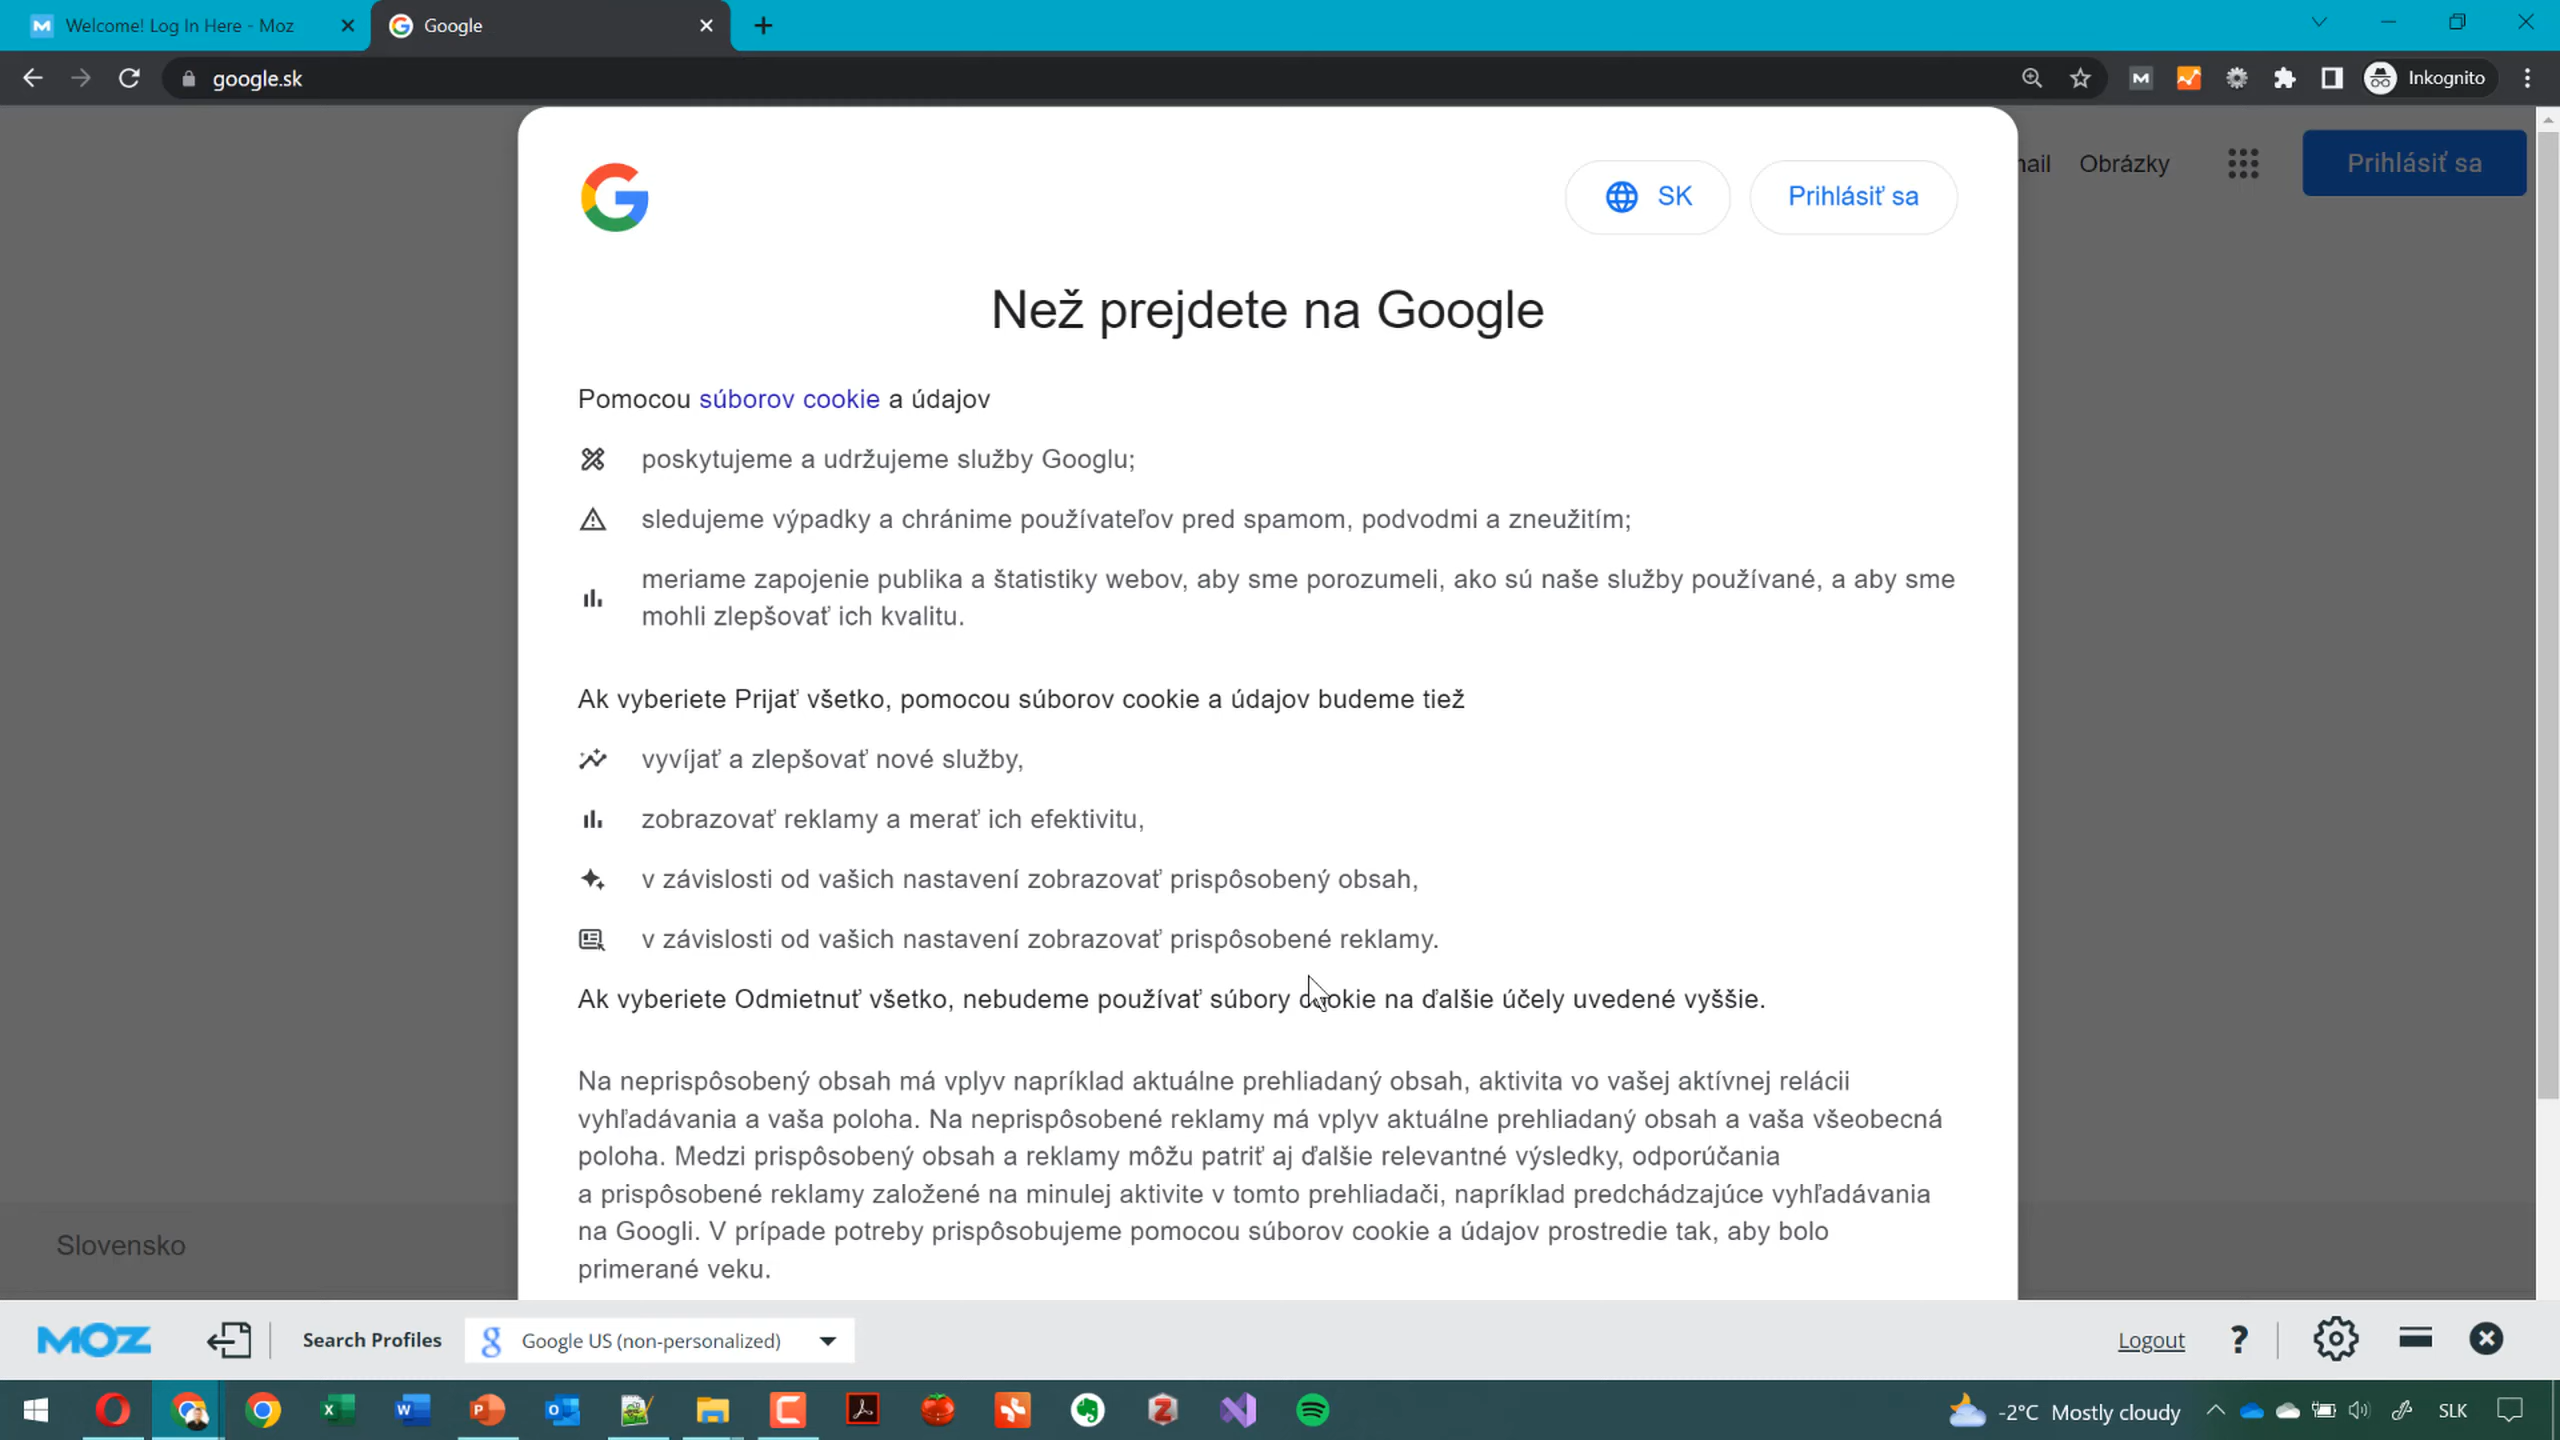 Welcome! Log In Here - Moz
Google
google.sk
Inkognito
Obrázky
Prihlásiť sa
SK
Prihlásiť sa
Než prejdete na Google
Pomocou súborov cookie a údajov
poskytujeme a udržujeme služby Googlu;
sledujeme výpadky a chránime používateľov pred spamom, podvodmi a zneužitím;
meriame zapojenie publika a štatistiky webov, aby sme porozumeli, ako sú naše služby používané, a aby sme
mohli zlepšovať ich kvalitu.
Ak vyberiete Prijať všetko, pomocou súborov cookie a údajov budeme tiež
vyvíjať a zlepšovať nové služby,
zobrazovať reklamy a merať ich efektivitu,
v závislosti od vašich nastavení zobrazovať prispôsobený obsah,
v závislosti od vašich nastavení zobrazovať prispôsobené reklamy.
Ak vyberiete Odmietnuť všetko, nebudeme používať súbory cookie na ďalšie účely uvedené vyššie.
Na neprispôsobený obsah má vplyv napríklad aktuálne prehliadaný obsah, aktivita vo vašej aktívnej relácii
vyhľadávania a vaša poloha. Na neprispôsobené reklamy má vplyv aktuálne prehliadaný obsah a vaša všeobecná
poloha. Medzi prispôsobený obsah a reklamy môžu patriť aj ďalšie relevantné výsledky, odporúčania
a prispôsobené reklamy založené na minulej aktivite v tomto prehliadači, napríklad predchádzajúce vyhľadávania
na Googli. V prípade potreby prispôsobujeme pomocou súborov cookie a údajov prostredie tak, aby bolo
primerané veku.
Slovensko
MOZ
Search Profiles
Google US (non-personalized)
Logout
?
-2°C Mostly cloudy
SLK